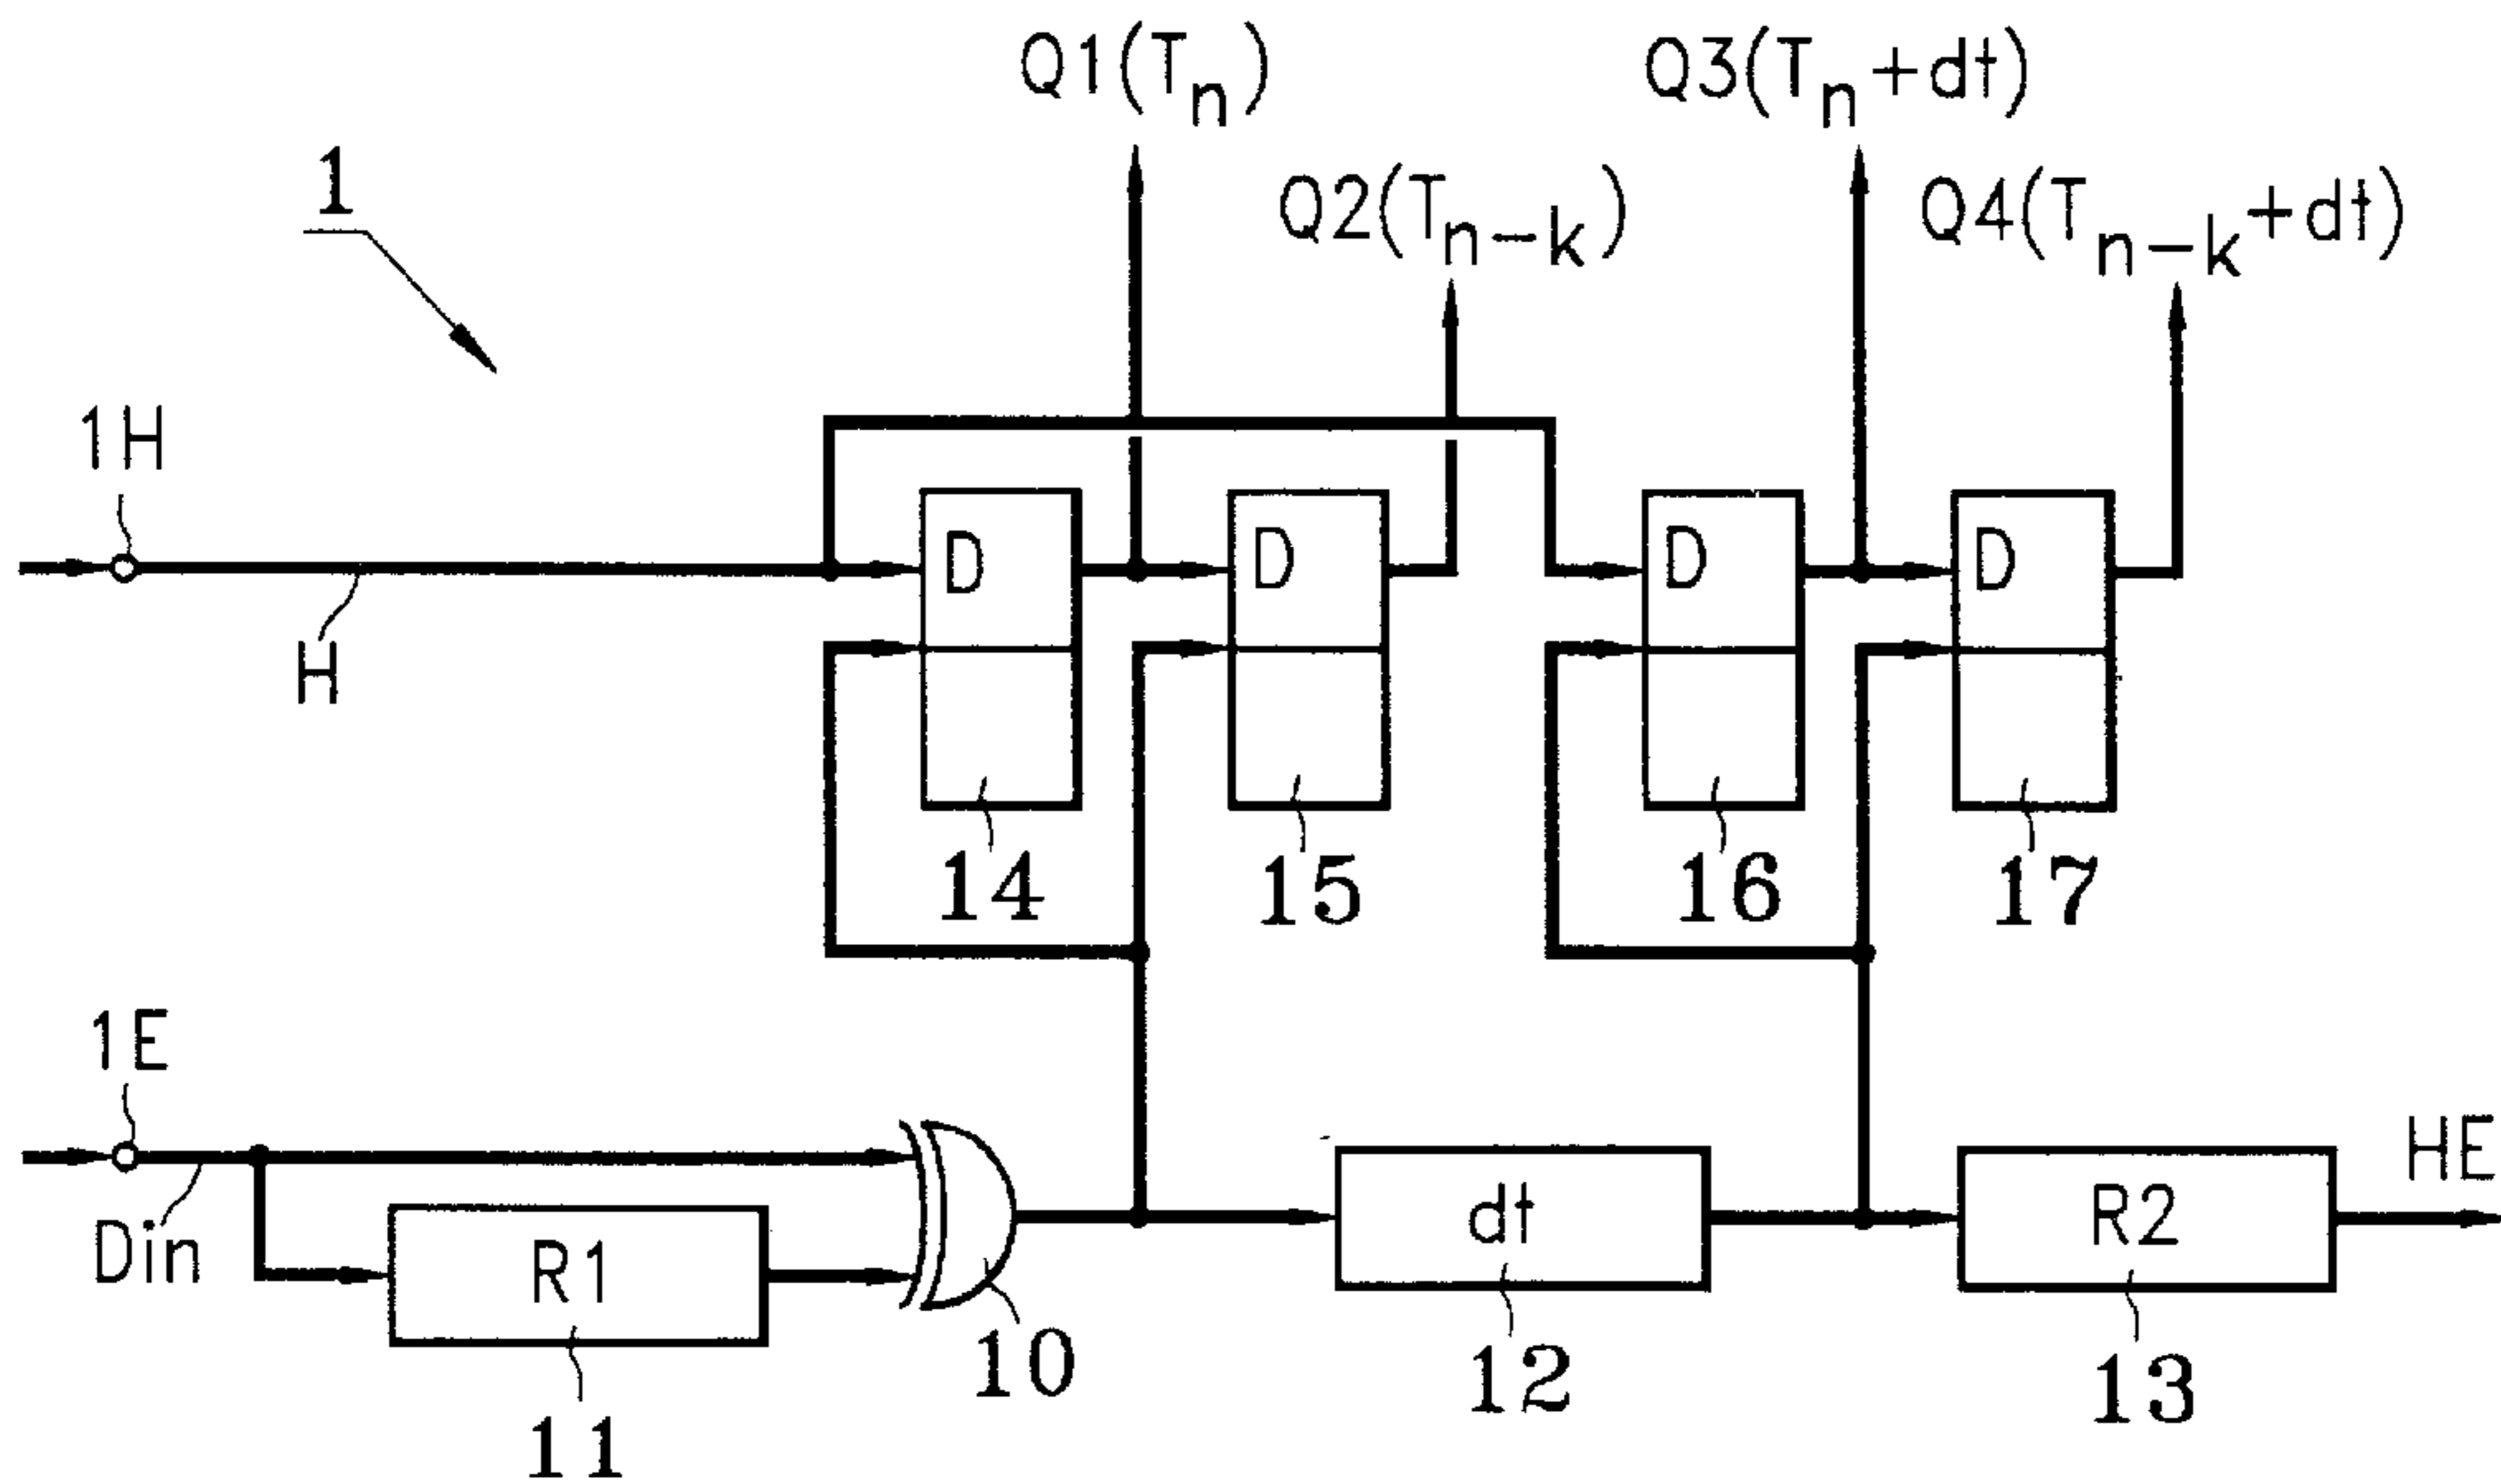 Q1(Tn)
Q3(Tn+dt)
1
Q2(Tn-k)
Q4(Tn-k+dt)
1H
H
D
D
D
D
14
15
16
17
1E
Din
R1
dt
R2
HE
10
11
12
13